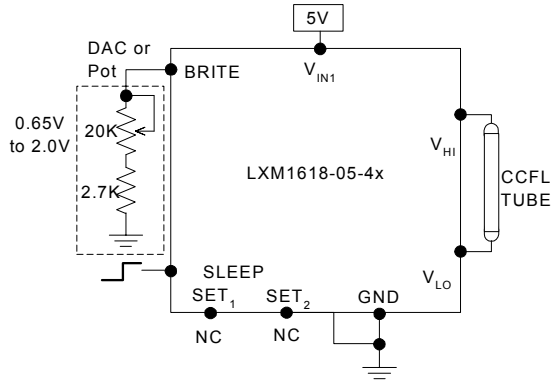 5V
DAC or
Pot
BRITE
V_IN1
0.65V
to 2.0V
20K
V_HI
LXM1618-05-4x
CCFL
TUBE
2.7K
SLEEP
V_LO
SET_1
SET_2
GND
NC
NC